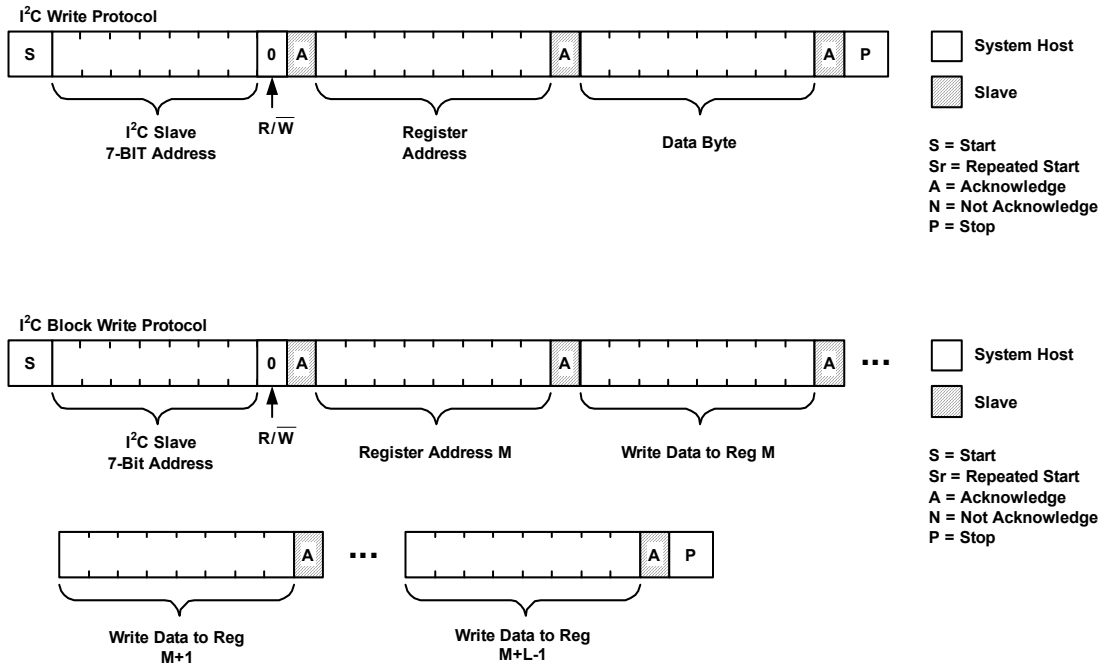 I²C Write Protocol
S 0 A A A P
I²C Slave
7-BIT Address
R/W̅
Register
Address
Data Byte
System Host
Slave
S = Start
Sr = Repeated Start
A = Acknowledge
N = Not Acknowledge
P = Stop
I²C Block Write Protocol
S 0 A A A ...
I²C Slave
7-Bit Address
R/W̅
Register Address M
Write Data to Reg M
System Host
Slave
S = Start
Sr = Repeated Start
A = Acknowledge
N = Not Acknowledge
P = Stop
A ... A P
Write Data to Reg
M+1
Write Data to Reg
M+L-1